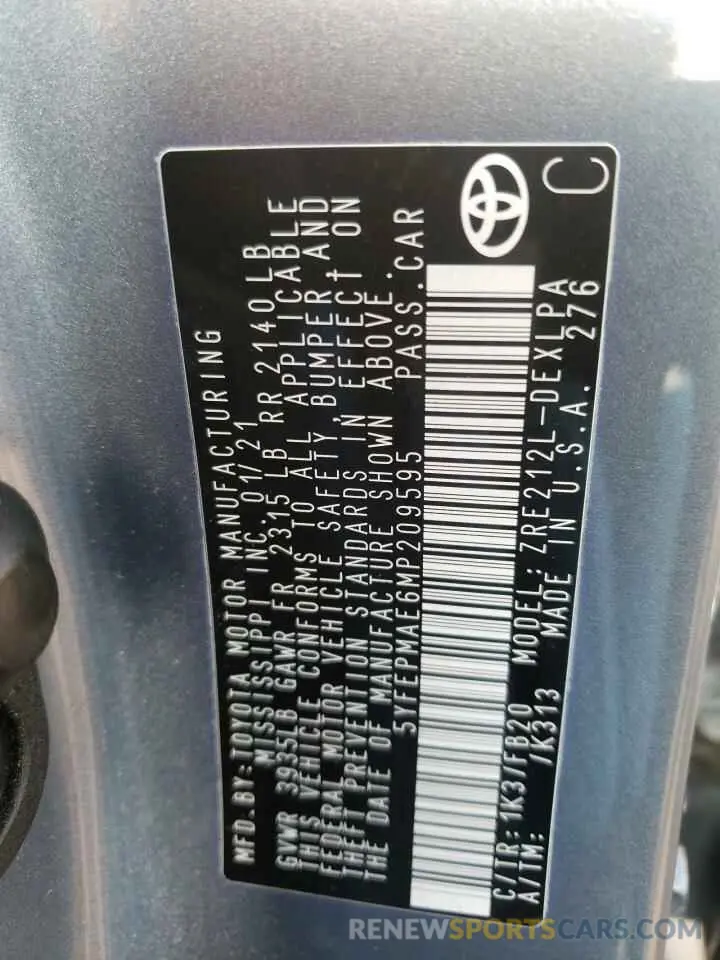 MFD. BY: TOYOTA MOTOR MANUFACTURING
MISSISSIPPI INC. 01/21
GVWR 3935LB GAWR FR 2315 LB RR 2140 LB
THIS VEHICLE CONFORMS TO ALL APPLICABLE
FEDERAL MOTOR VEHICLE SAFETY, BUMPER, AND
THEFT PREVENTION STANDARDS IN EFFECT ON
THE DATE OF MANUFACTURE SHOWN ABOVE.
5YFEPMAE6MP209595 PASS.CAR
C/TR: 1K3/FB20 MODEL: ZRE212L-DEXLPA
A/TM: /K313 MADE IN U.S.A. 276
C
RENEWSPORTSCARS.COM